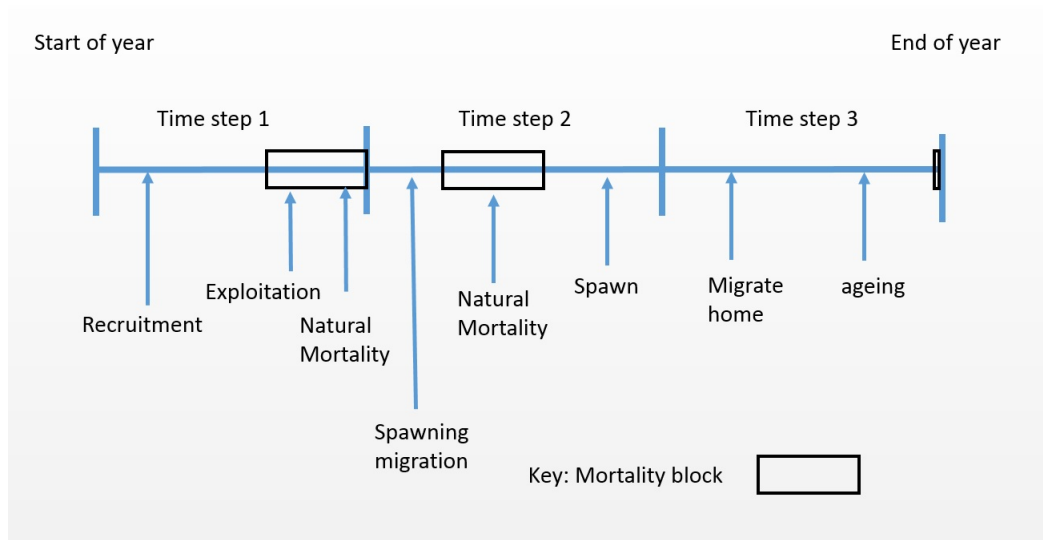 Start of year
End of year
Time step 1
Time step 2
Time step 3
Recruitment
Exploitation
Natural
Mortality
Spawning
migration
Natural
Mortality
Spawn
Migrate
home
ageing
Key: Mortality block